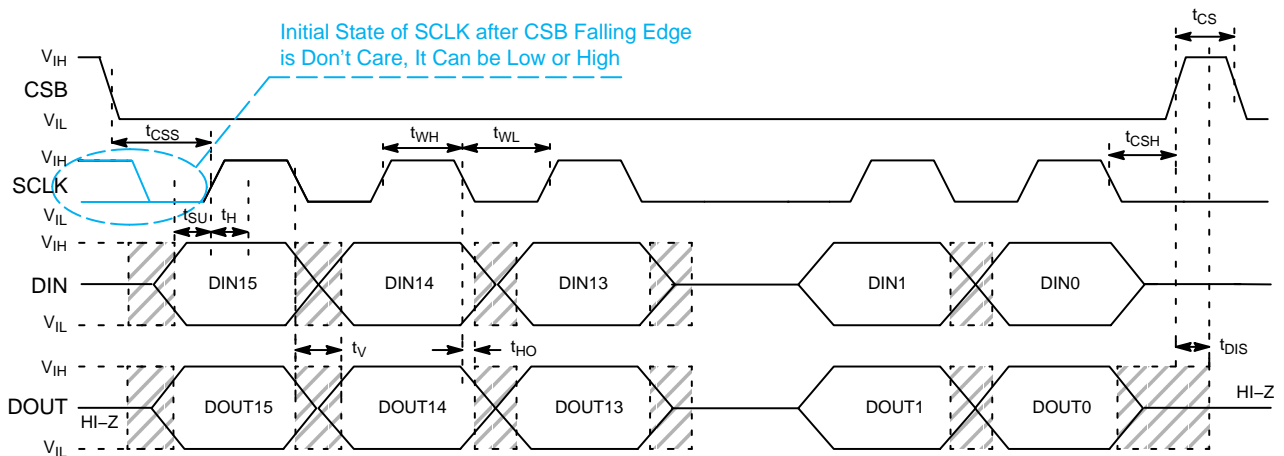 Initial State of SCLK after CSB Falling Edge
is Don't Care, It Can be Low or High
tCS
VIH
CSB
VIL
tCSS
tWH
tWL
tCSH
VIH
SCLK
VIL
tSU
tH
VIH
DIN
DIN15
DIN14
DIN13
DIN1
DIN0
VIL
tV
tHO
tDIS
VIH
DOUT
HI–Z
DOUT15
DOUT14
DOUT13
DOUT1
DOUT0
HI–Z
VIL